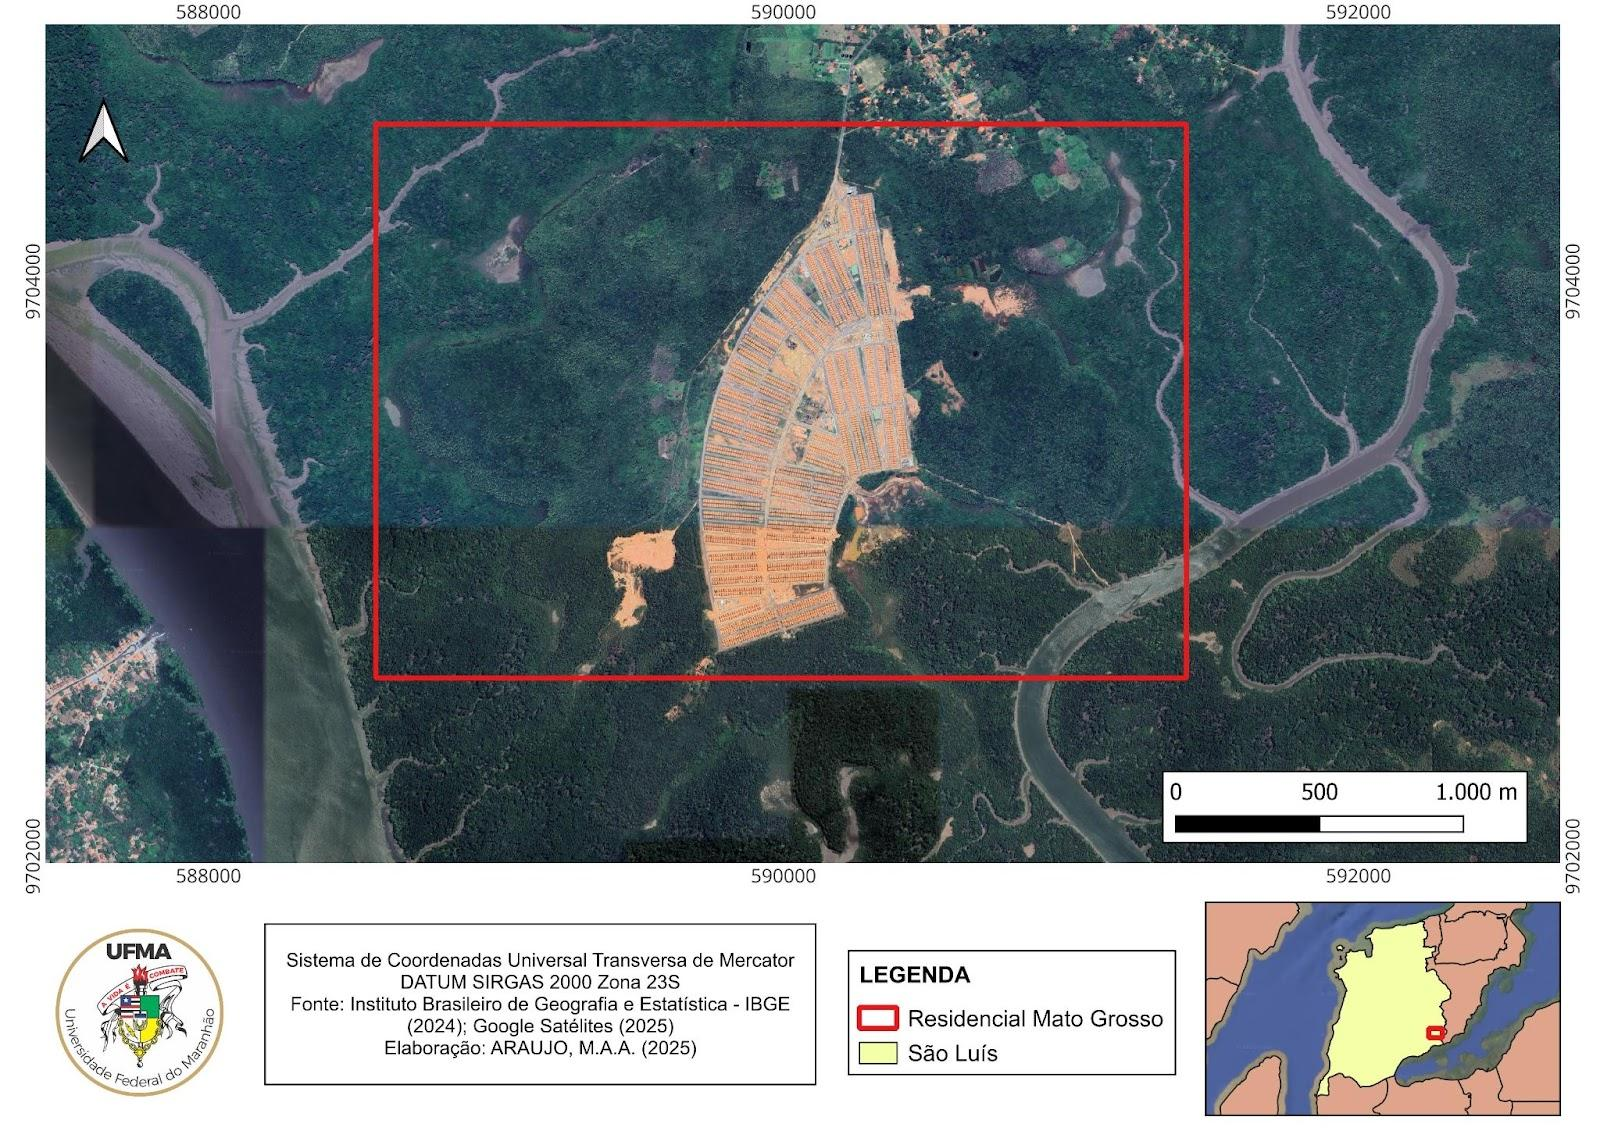 588000
590000
592000
9704000
9704000
0
500
1.000 m
9702000
9702000
588000
590000
592000
UFMA
A VIDA É COMBATE
Universidade Federal do Maranhão
Sistema de Coordenadas Universal Transversa de Mercator
DATUM SIRGAS 2000 Zona 23S
Fonte: Instituto Brasileiro de Geografia e Estatística - IBGE
(2024); Google Satélites (2025)
Elaboração: ARAUJO, M.A.A. (2025)
LEGENDA
Residencial Mato Grosso
São Luís